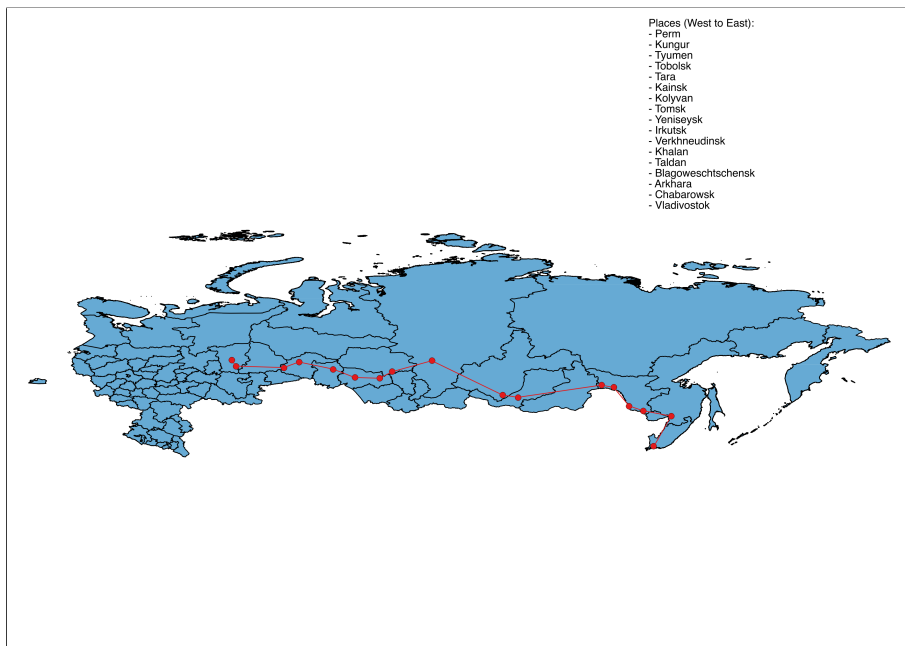 Places (West to East):
- Perm
- Kungur
- Tyumen
- Tobolsk
- Tara
- Kainsk
- Kolyvan
- Tomsk
- Yeniseysk
- Irkutsk
- Verkhneudinsk
- Khalan
- Taldan
- Blagoweschtschensk
- Arkhara
- Chabarowsk
- Vladivostok